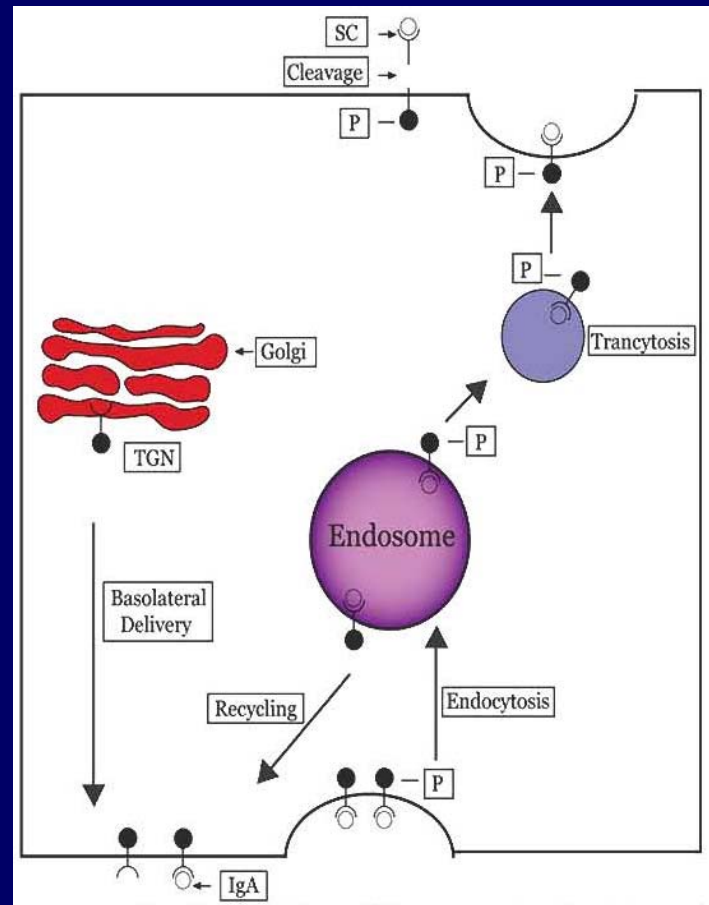 SC
Cleavage
P
P
P
Golgi
Trancytosis
P
TGN
Endosome
Basolateral
Delivery
Recycling
Endocytosis
P
IgA